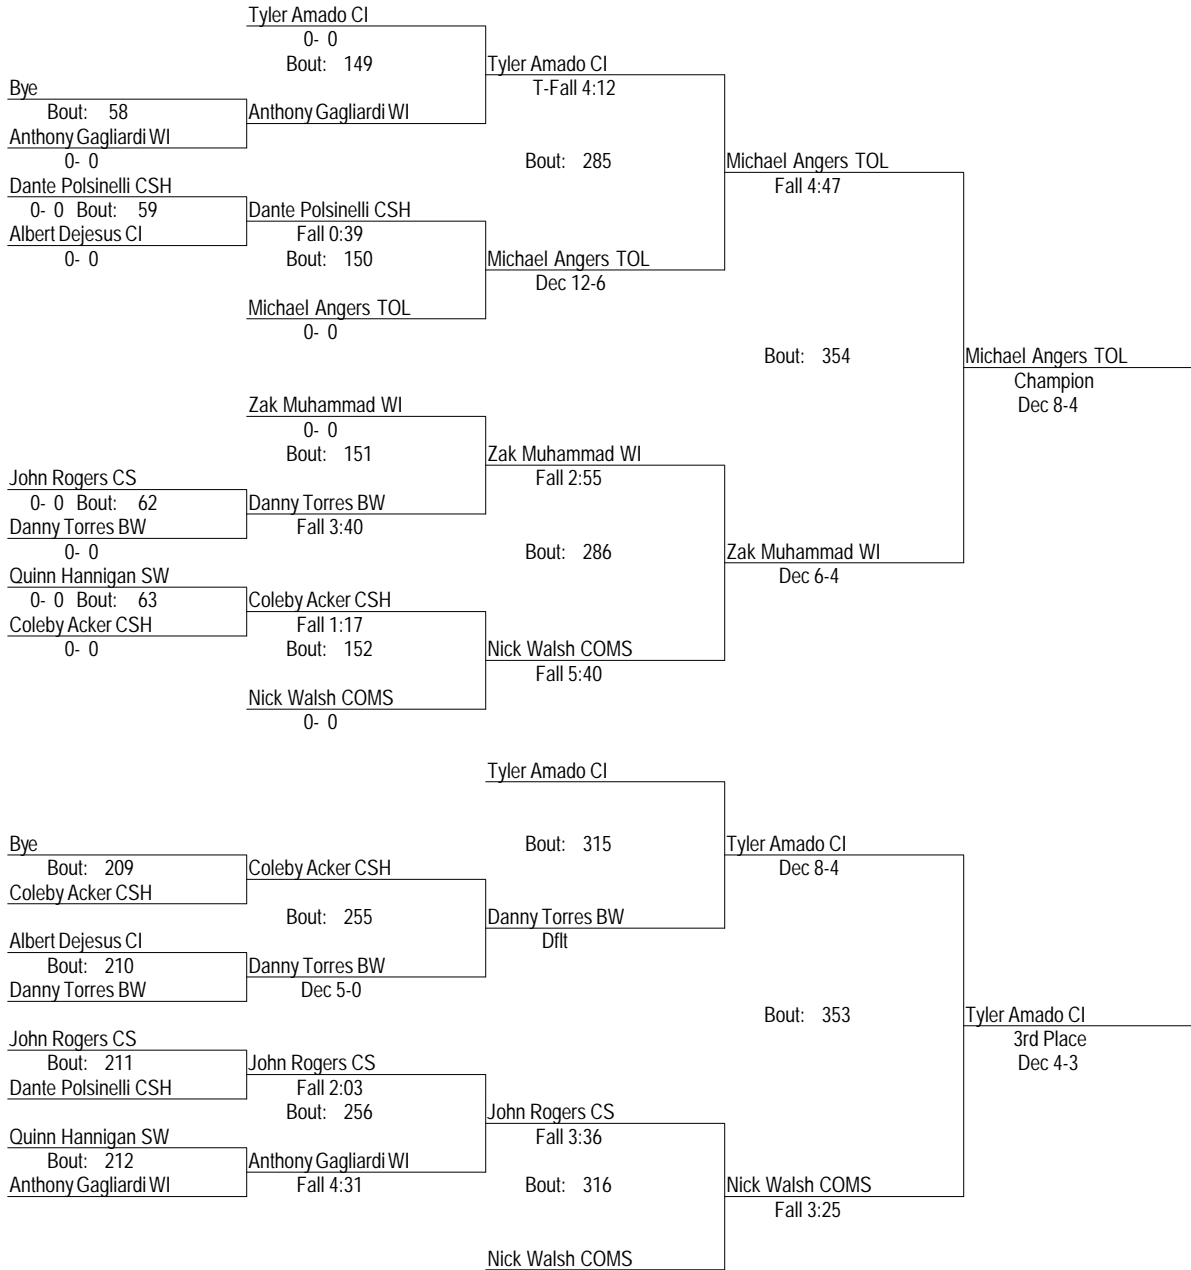 Tyler Amado CI
0- 0
Bout: 149
Tyler Amado CI
T-Fall 4:12
Bye
Bout: 58
Anthony Gagliardi WI
Anthony Gagliardi WI
0- 0
Bout: 285
Michael Angers TOL
Fall 4:47
Dante Polsinelli CSH
0- 0 Bout: 59
Dante Polsinelli CSH
Albert Dejesus CI
Fall 0:39
0- 0
Bout: 150
Michael Angers TOL
Dec 12-6
Michael Angers TOL
0- 0
Bout: 354
Michael Angers TOL
Champion
Dec 8-4
Zak Muhammad WI
0- 0
Bout: 151
Zak Muhammad WI
Fall 2:55
John Rogers CS
0- 0 Bout: 62
Danny Torres BW
Danny Torres BW
Fall 3:40
0- 0
Bout: 286
Zak Muhammad WI
Dec 6-4
Quinn Hannigan SW
0- 0 Bout: 63
Coleby Acker CSH
Coleby Acker CSH
Fall 1:17
0- 0
Bout: 152
Nick Walsh COMS
Fall 5:40
Nick Walsh COMS
0- 0
Tyler Amado CI
Bout: 315
Tyler Amado CI
Dec 8-4
Bye
Bout: 209
Coleby Acker CSH
Coleby Acker CSH
Bout: 255
Danny Torres BW
Dflt
Albert Dejesus CI
Bout: 210
Danny Torres BW
Danny Torres BW
Dec 5-0
Bout: 353
Tyler Amado CI
3rd Place
Dec 4-3
John Rogers CS
Bout: 211
John Rogers CS
Dante Polsinelli CSH
Fall 2:03
Bout: 256
John Rogers CS
Fall 3:36
Quinn Hannigan SW
Bout: 212
Anthony Gagliardi WI
Anthony Gagliardi WI
Fall 4:31
Bout: 316
Nick Walsh COMS
Fall 3:25
Nick Walsh COMS